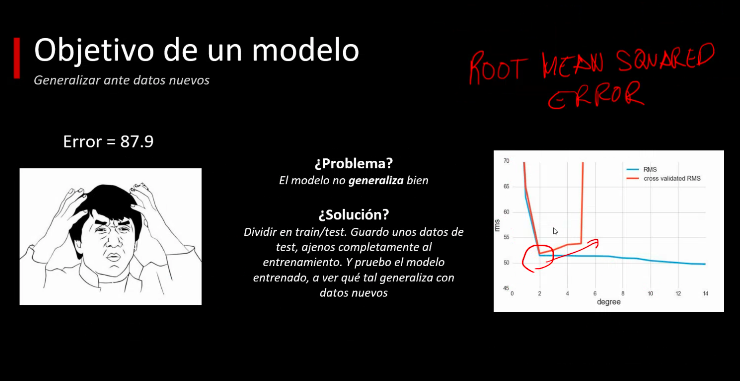 Objetivo de un modelo
Generalizar ante datos nuevos
ROOT MEAN SQUARED
ERROR
Error = 87.9
¿Problema?
El modelo no generaliza bien
¿Solución?
Dividir en train/test. Guardo unos datos de
test, ajenos completamente al
entrenamiento. Y pruebo el modelo
entrenado, a ver qué tal generaliza con
datos nuevos
RMS
cross validated RMS
70
65
60
55
50
45
rms
0 2 4 6 8 10 12 14
degree